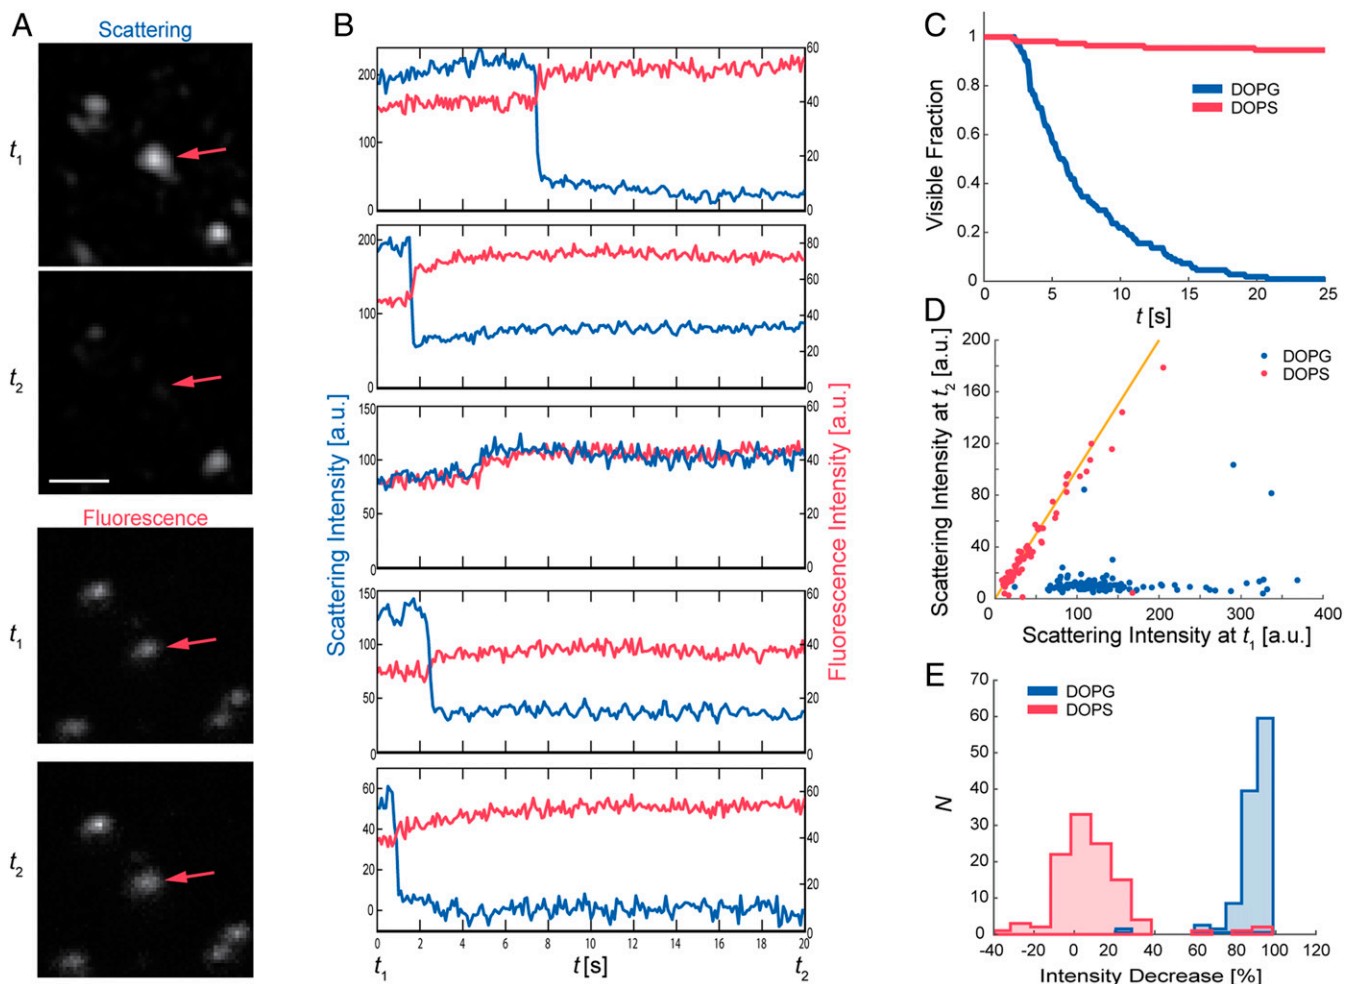 A
Scattering
t1
t2
Fluorescence
t1
t2
B
Scattering Intensity [a.u.]
Fluorescence Intensity [a.u.]
200
100
0
60
40
20
0
200
100
0
80
60
40
20
0
150
100
50
0
60
40
20
0
150
100
50
0
60
40
20
0
60
40
20
0
60
40
20
0
0 2 4 6 8 10 12 14 16 18 20
t1 t[s] t2
C
Visible Fraction
1
0.8
0.6
0.4
0.2
0
DOPG
DOPS
0 5 10 15 20 25
t [s]
D
Scattering Intensity at t2 [a.u.]
200
160
120
80
40
0
DOPG
DOPS
0 100 200 300 400
Scattering Intensity at t1 [a.u.]
E
N
70
60
50
40
30
20
10
0
DOPG
DOPS
-40 -20 0 20 40 60 80 100 120
Intensity Decrease [%]